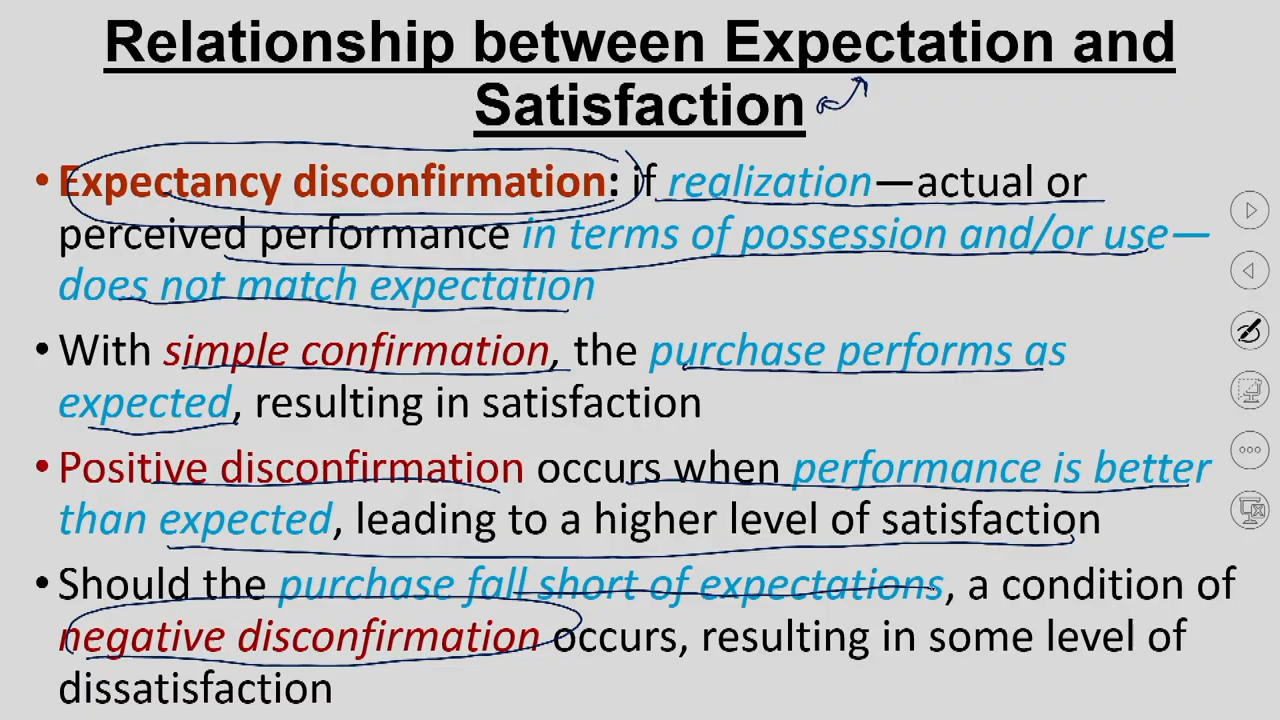 Relationship between Expectation and
Satisfaction
• Expectancy disconfirmation: if realization—actual or
perceived performance in terms of possession and/or use—
does not match expectation
• With simple confirmation, the purchase performs as
expected, resulting in satisfaction
• Positive disconfirmation occurs when performance is better
than expected, leading to a higher level of satisfaction
• Should the purchase fall short of expectations, a condition of
negative disconfirmation occurs, resulting in some level of
dissatisfaction